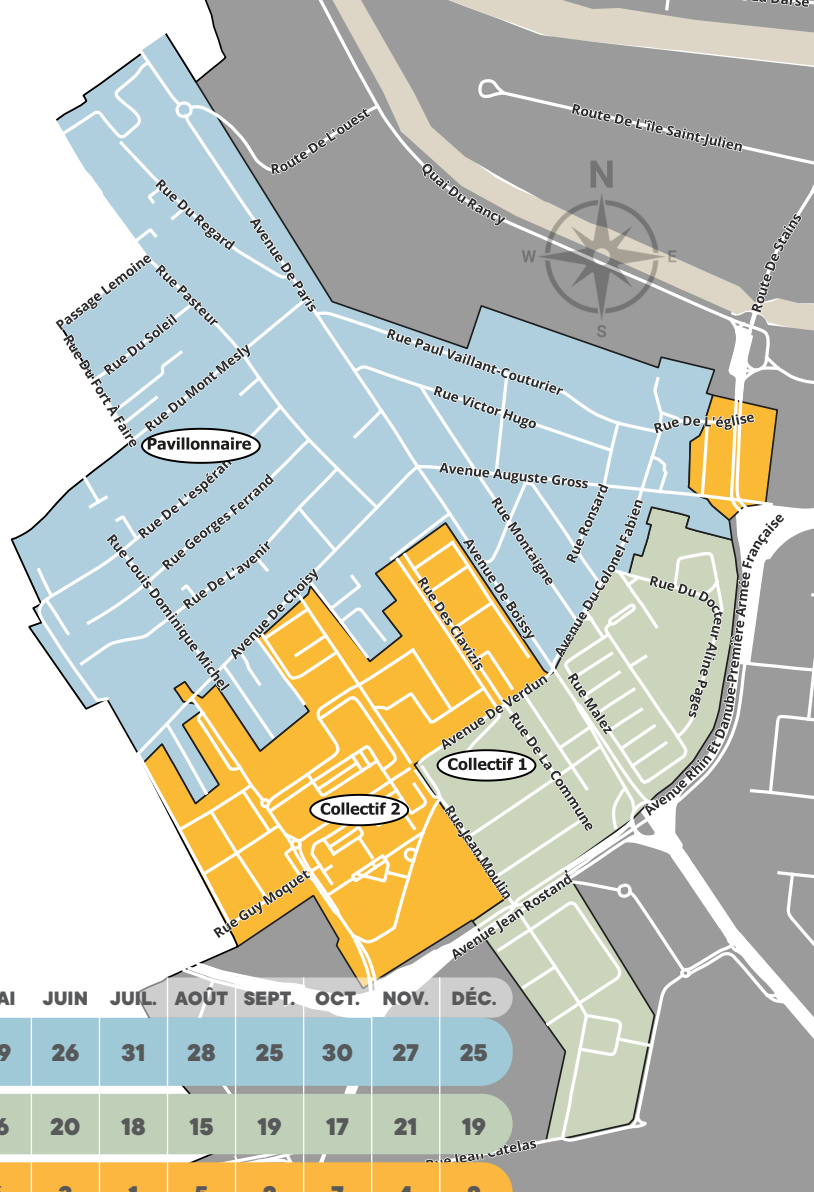 Route De L'ouest
Route De L'île Saint-Julien
N
Quai Du Rancy
W
E
S
Route De Stains
Rue Du Regard
Avenue De Paris
Passage Lemoine
Rue Pasteur
Rue Du Soleil
Rue Du Fort À Faire
Rue Du Mont Mesly
Rue Paul Vaillant-Couturier
Rue Victor Hugo
Rue De L'église
Pavillonnaire
Avenue Auguste Gross
Rue De L'espéran
Rue Georges Ferrand
Rue De L'avenir
Rue Louis Dominique Michel
Avenue De Choisy
Rue Montaigne
Rue Ronsard
Avenue Du Colonel Fabien
Avenue De Boissy
Rue Des Clavizis
Rue Du Docteur Aline Pages
Avenue Rhin Et Danube-Première Armée Française
Avenue De Verdun
Rue Malez
Rue De La Commune
Collectif 1
Collectif 2
Rue Jean Moulin
Rue Guy Moquet
Avenue Jean Rostand
AI JUIN JUIL. AOÛT SEPT. OCT. NOV. DÉC.
9 26 31 28 25 30 27 25
6 20 18 15 19 17 21 19
Rue Jean Catelas